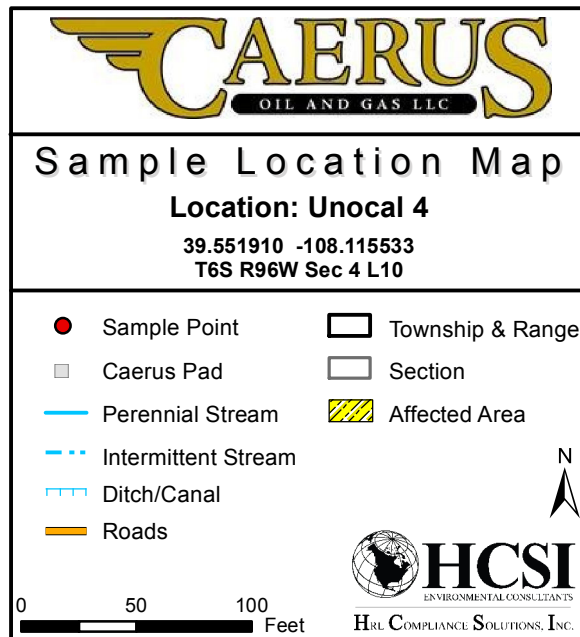 CAERUS
OIL AND GAS LLC
Sample Location Map
Location: Unocal 4
39.551910 -108.115533
T6S R96W Sec 4 L10
Sample Point
Caerus Pad
Perennial Stream
Intermittent Stream
Ditch/Canal
Roads
Township & Range
Section
Affected Area
N
0 50 100
Feet
HCSI
ENVIRONMENTAL CONSULTANTS
HRL COMPLIANCE SOLUTIONS, INC.